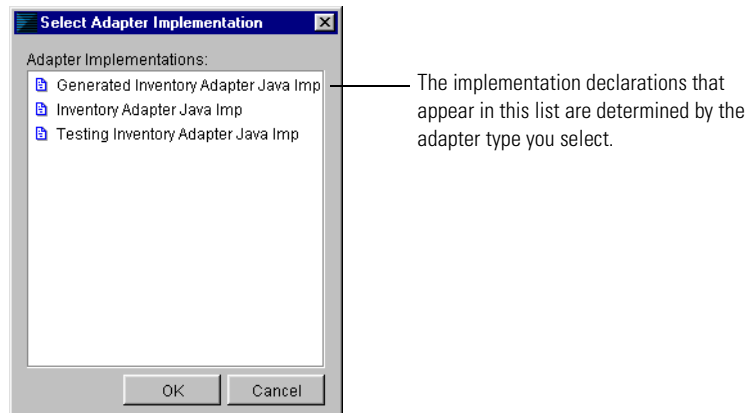 Select Adapter Implementation
Adapter Implementations:
Generated Inventory Adapter Java Imp
Inventory Adapter Java Imp
Testing Inventory Adapter Java Imp
OK Cancel
The implementation declarations that
appear in this list are determined by the
adapter type you select.